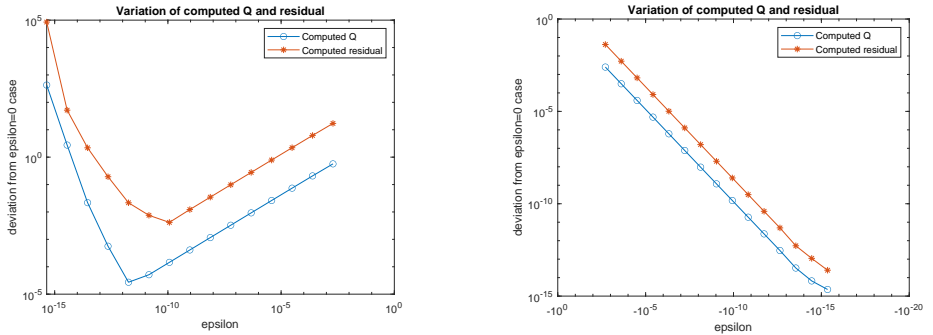 Variation of computed Q and residual
10^5
10^0
10^-5
deviation from epsilon=0 case
Computed Q
Computed residual
10^-15
10^-10
10^-5
10^0
epsilon
Variation of computed Q and residual
10^0
10^-5
10^-10
10^-15
deviation from epsilon=0 case
Computed Q
Computed residual
-10^0
-10^-5
-10^-10
-10^-15
-10^-20
epsilon